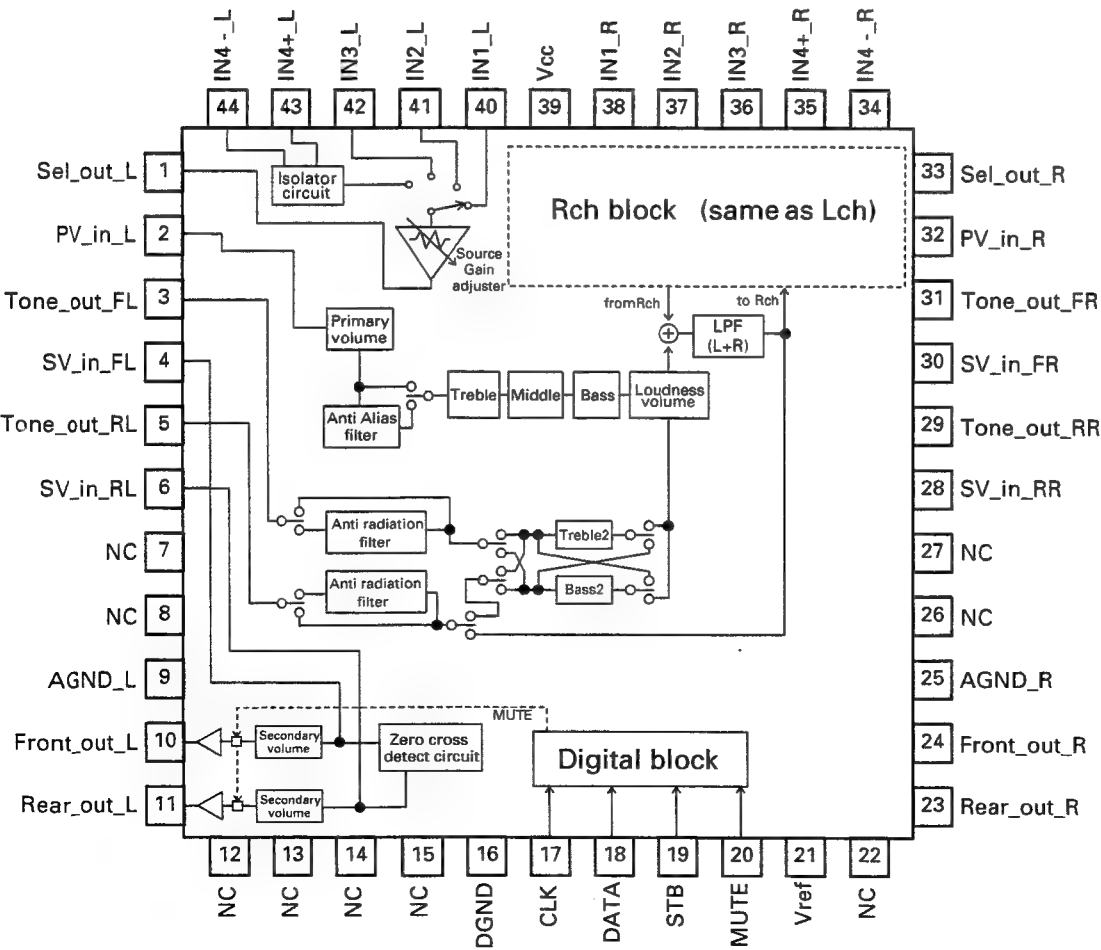 IN4 -_L
IN4+_L
IN3_L
IN2_L
IN1_L
Vcc
IN1_R
IN2_R
IN3_R
IN4+_R
IN4 -_R
44
43
42
41
40
39
38
37
36
35
34
Sel_out_L
1
PV_in_L
2
Tone_out_FL
3
SV_in_FL
4
Tone_out_RL
5
SV_in_RL
6
NC
7
NC
8
AGND_L
9
Front_out_L
10
Rear_out_L
11
Isolator
circuit
Source
Gain
adjuster
Rch block (same as Lch)
fromRch
to Rch
Primary
volume
LPF
(L+R)
Anti Alias
filter
Treble
Middle
Bass
Loudness
volume
Anti radiation
filter
Treble2
Anti radiation
filter
Bass2
MUTE
Secondary
volume
Zero cross
detect circuit
Digital block
Secondary
volume
33
Sel_out_R
32
PV_in_R
31
Tone_out_FR
30
SV_in_FR
29
Tone_out_RR
28
SV_in_RR
27
NC
26
NC
25
AGND_R
24
Front_out_R
23
Rear_out_R
12
13
14
15
16
17
18
19
20
21
22
NC
NC
NC
NC
DGND
CLK
DATA
STB
MUTE
Vref
NC